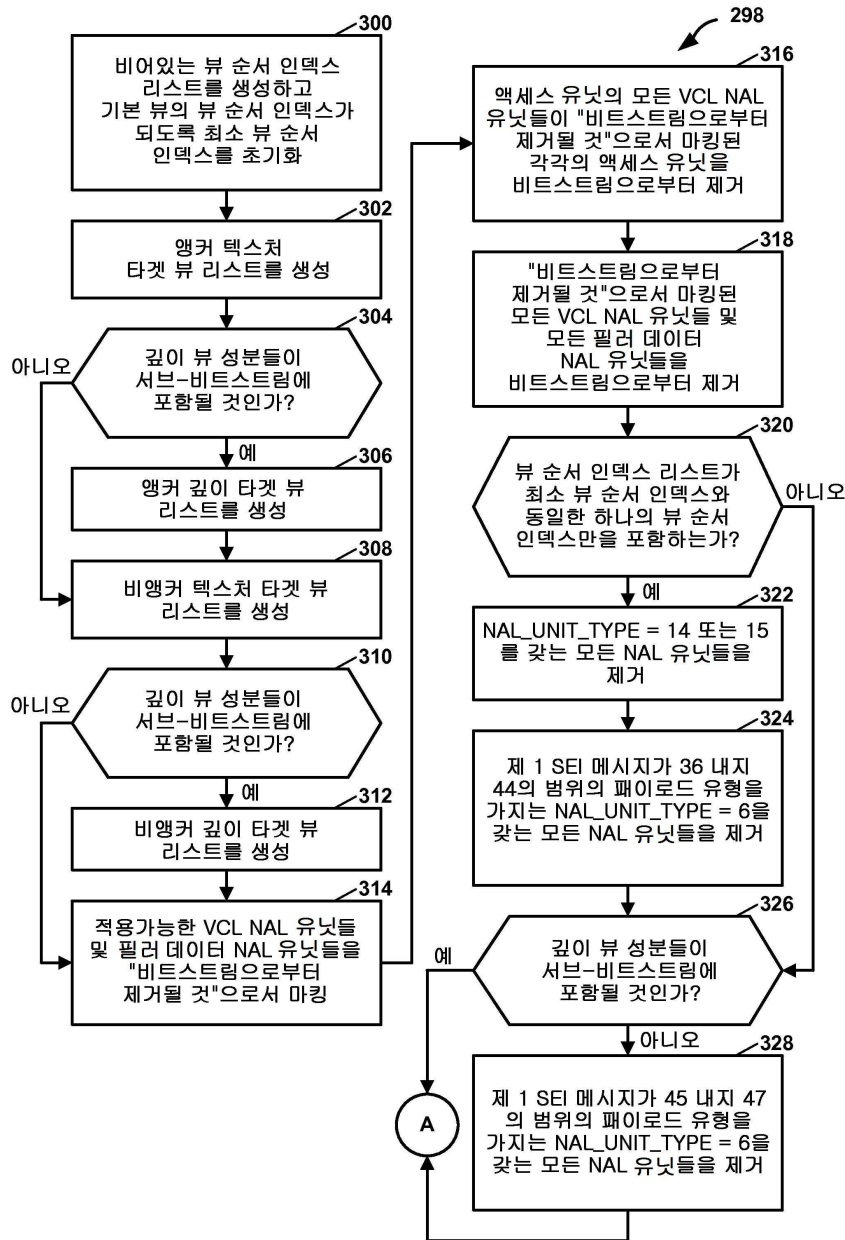 298
300
비어있는 뷰 순서 인덱스
리스트를 생성하고
기본 뷰의 뷰 순서 인덱스가
되도록 최소 뷰 순서
인덱스를 초기화
302
앵커 텍스처
타겟 뷰 리스트를 생성
304
깊이 뷰 성분들이
서브-비트스트림에
포함될 것인가?
아니오
예
306
앵커 깊이 타겟 뷰
리스트를 생성
308
비앵커 텍스처 타겟 뷰
리스트를 생성
310
깊이 뷰 성분들이
서브-비트스트림에
포함될 것인가?
아니오
예
312
비앵커 깊이 타겟 뷰
리스트를 생성
314
적용가능한 VCL NAL 유닛들
및 필러 데이터 NAL 유닛들을
"비트스트림으로부터
제거될 것"으로서 마킹
316
액세스 유닛의 모든 VCL NAL
유닛들이 "비트스트림으로부터
제거될 것"으로서 마킹된
각각의 액세스 유닛을
비트스트림으로부터 제거
318
"비트스트림으로부터
제거될 것"으로서 마킹된
모든 VCL NAL 유닛들 및
모든 필러 데이터
NAL 유닛들을
비트스트림으로부터 제거
320
뷰 순서 인덱스 리스트가
최소 뷰 순서 인덱스와
동일한 하나의 뷰 순서
인덱스만을 포함하는가?
아니오
예
322
NAL_UNIT_TYPE = 14 또는 15
를 갖는 모든 NAL 유닛들을
제거
324
제 1 SEI 메시지가 36 내지
44의 범위의 패이로드 유형을
가지는 NAL_UNIT_TYPE = 6을
갖는 모든 NAL 유닛들을 제거
326
깊이 뷰 성분들이
서브-비트스트림에
포함될 것인가?
예
아니오
328
제 1 SEI 메시지가 45 내지 47
의 범위의 패이로드 유형을
가지는 NAL_UNIT_TYPE = 6을
갖는 모든 NAL 유닛들을 제거
A